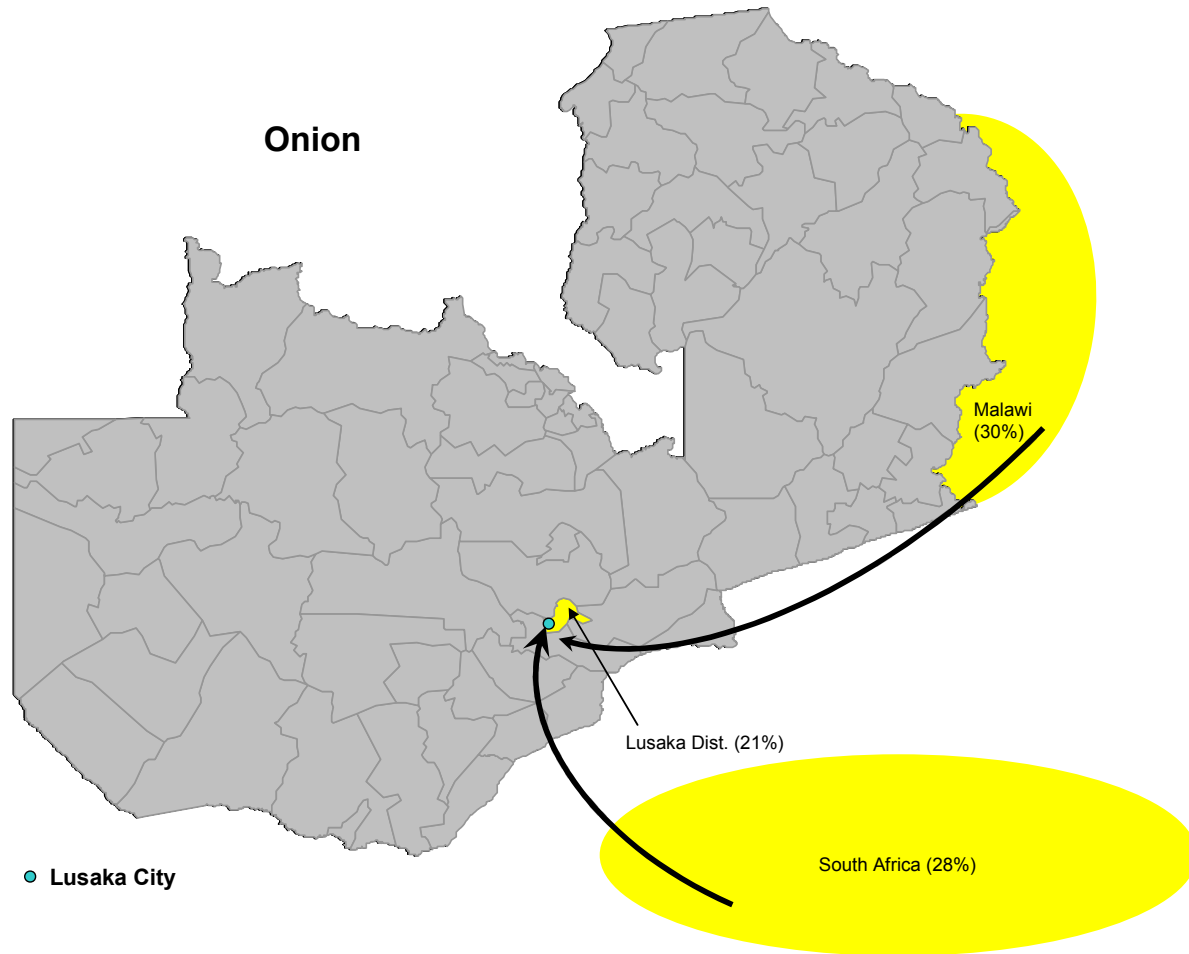 Onion
Malawi
(30%)
Lusaka Dist. (21%)
South Africa (28%)
Lusaka City